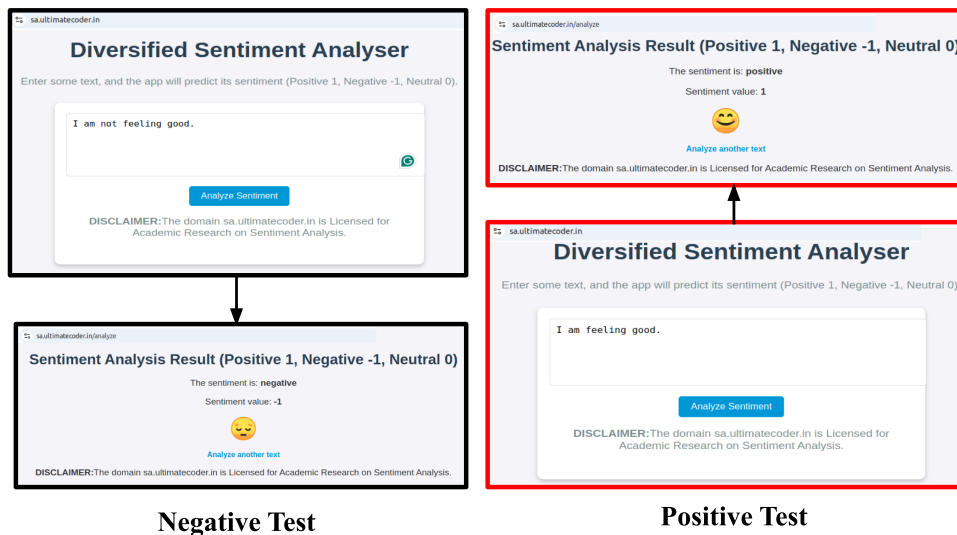 sa.ultimatecoder.in
Diversified Sentiment Analyser
Enter some text, and the app will predict its sentiment (Positive 1, Negative -1, Neutral 0).
I am not feeling good.
Analyze Sentiment
DISCLAIMER:The domain sa.ultimatecoder.in is Licensed for
Academic Research on Sentiment Analysis.
sa.ultimatecoder.in/analyze
Sentiment Analysis Result (Positive 1, Negative -1, Neutral 0)
The sentiment is: negative
Sentiment value: -1
Analyze another text
DISCLAIMER:The domain sa.ultimatecoder.in is Licensed for Academic Research on Sentiment Analysis.
Negative Test
sa.ultimatecoder.in/analyze
Sentiment Analysis Result (Positive 1, Negative -1, Neutral 0)
The sentiment is: positive
Sentiment value: 1
Analyze another text
DISCLAIMER:The domain sa.ultimatecoder.in is Licensed for Academic Research on Sentiment Analysis.
sa.ultimatecoder.in
Diversified Sentiment Analyser
Enter some text, and the app will predict its sentiment (Positive 1, Negative -1, Neutral 0)
I am feeling good.
Analyze Sentiment
DISCLAIMER:The domain sa.ultimatecoder.in is Licensed for
Academic Research on Sentiment Analysis.
Positive Test